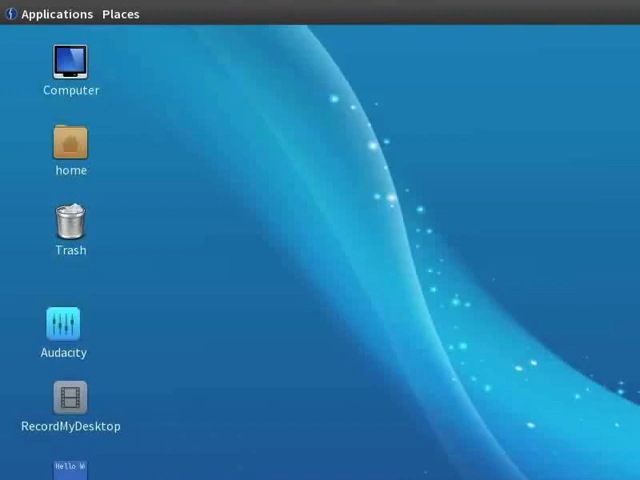 Applications Places
Computer
home
Trash
Audacity
RecordMyDesktop
Hello W